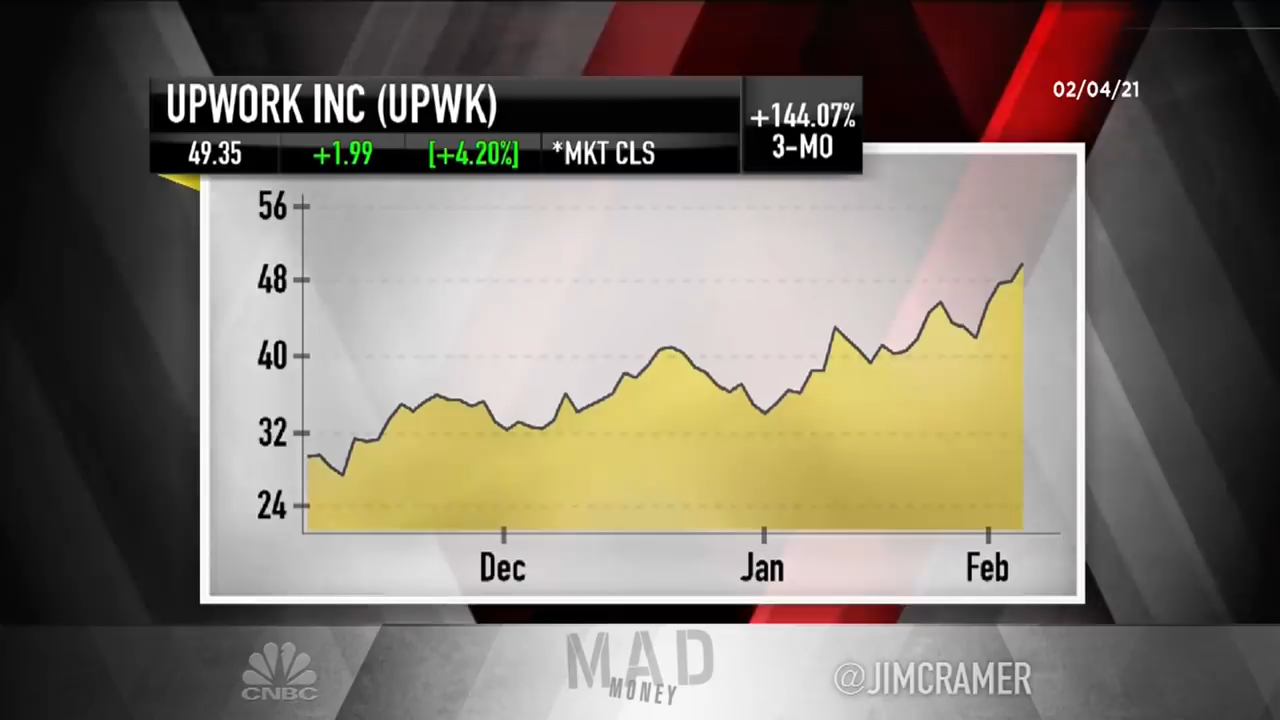 UPWORK INC (UPWK)
49.35 +1.99 [+4.20%] *MKT CLS
+144.07%
3-MO
02/04/21
56
48
40
32
24
Dec Jan Feb
CNBC
MAD
MONEY
@JIMCRAMER